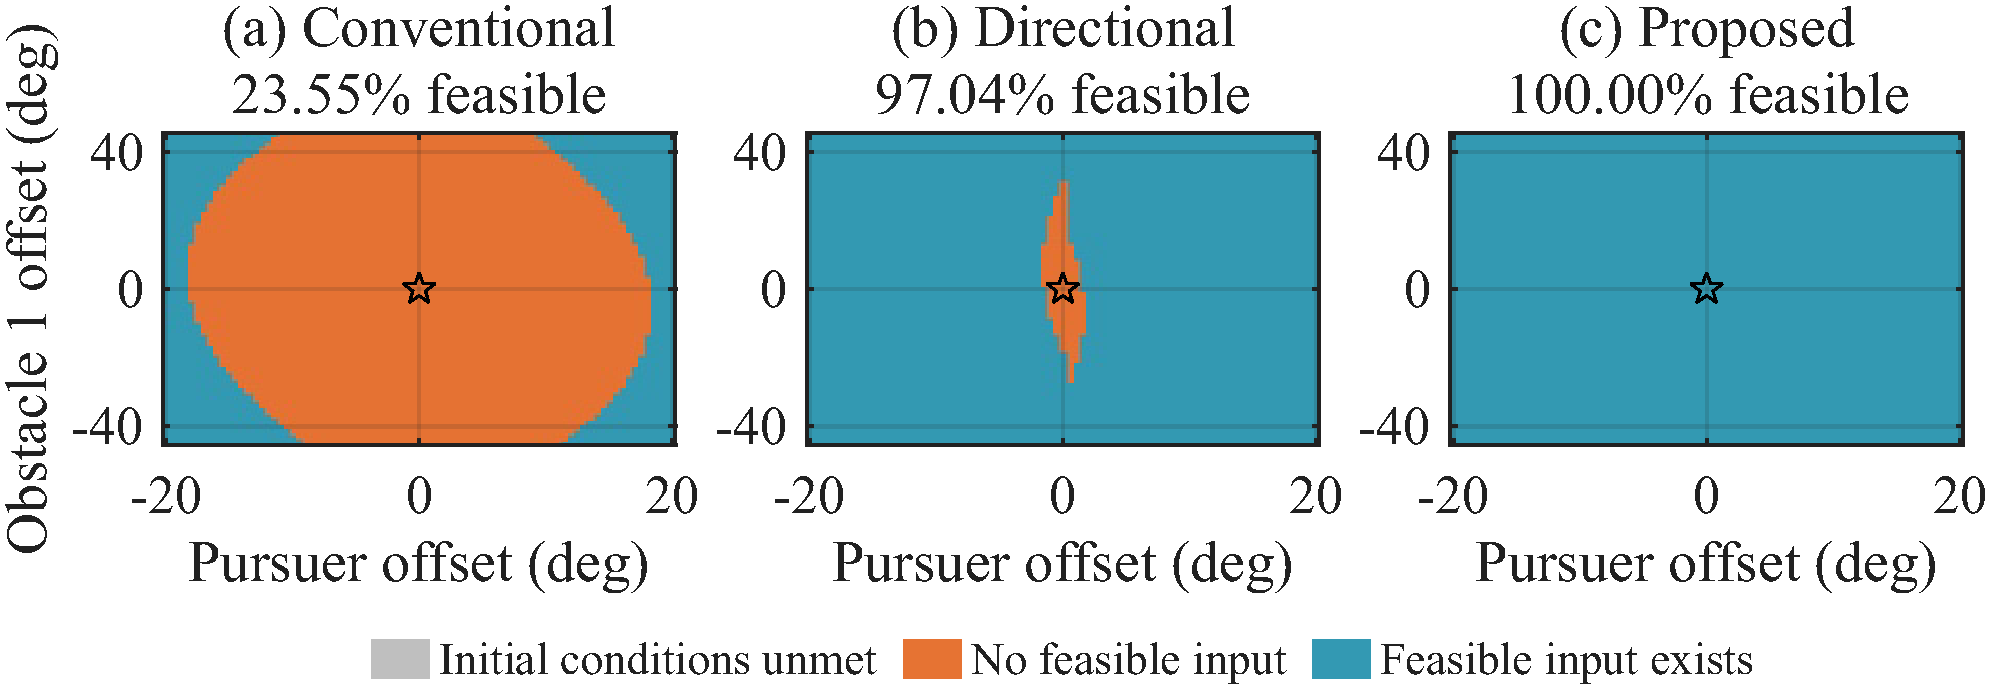 (a) Conventional
23.55% feasible
(b) Directional
97.04% feasible
(c) Proposed
100.00% feasible
Obstacle 1 offset (deg)
40
0
-40
-20 0 20
Pursuer offset (deg)
40
0
-40
-20 0 20
Pursuer offset (deg)
40
0
-40
-20 0 20
Pursuer offset (deg)
Initial conditions unmet No feasible input Feasible input exists